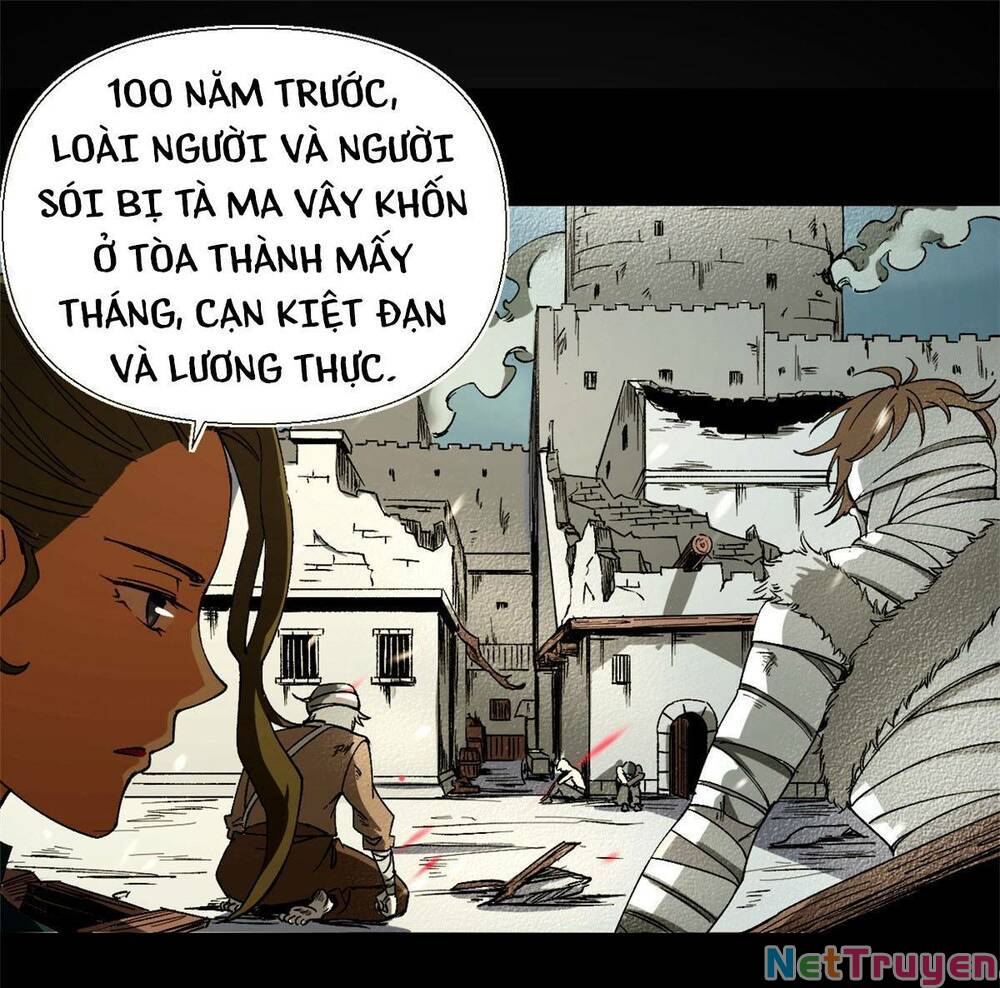 100 NĂM TRƯỚC,
LOÀI NGƯỜI VÀ NGƯỜI
SÓI BỊ TÀ MA VÂY KHỐN
Ở TÒA THÀNH MẤY
THÁNG, CẠN KIỆT ĐẠN
VÀ LƯƠNG THỰC.
NetTruyen